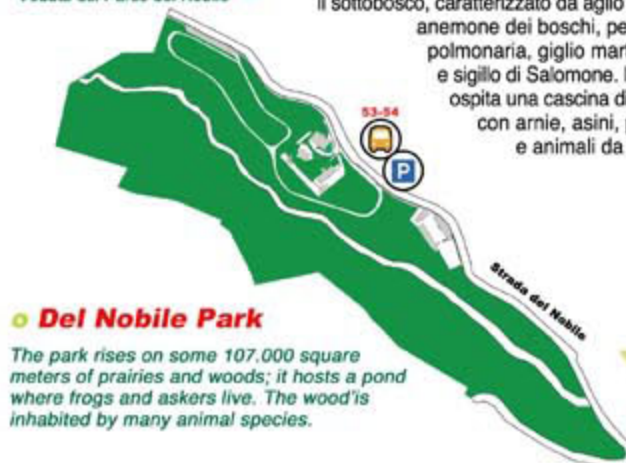 il sottobosco, caratterizzato da aglio
anemone dei boschi, pe
polmonaria, giglio mart
e sigillo di Salomone.
ospita una cascina di
con arnie, asini,
e animali da
53-54
P
Strada del Nobile
o Del Nobile Park
The park rises on some 107.000 square
meters of prairies and woods; it hosts a pond
where frogs and askers live. The wood'is
inhabited by many animal species.